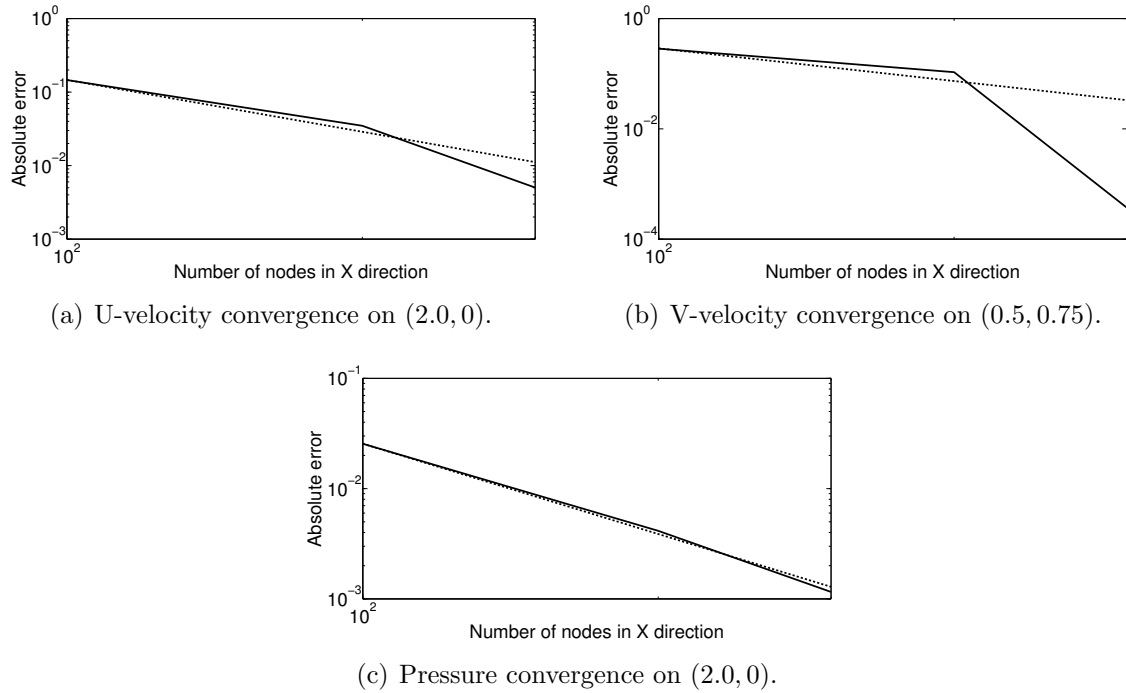 10^0
10^-1
10^-2
10^-3
10^2
Absolute error
Number of nodes in X direction
(a) U-velocity convergence on (2.0, 0).
10^0
10^-2
10^-4
10^2
Absolute error
Number of nodes in X direction
(b) V-velocity convergence on (0.5, 0.75).
10^-1
10^-2
10^-3
10^2
Absolute error
Number of nodes in X direction
(c) Pressure convergence on (2.0, 0).